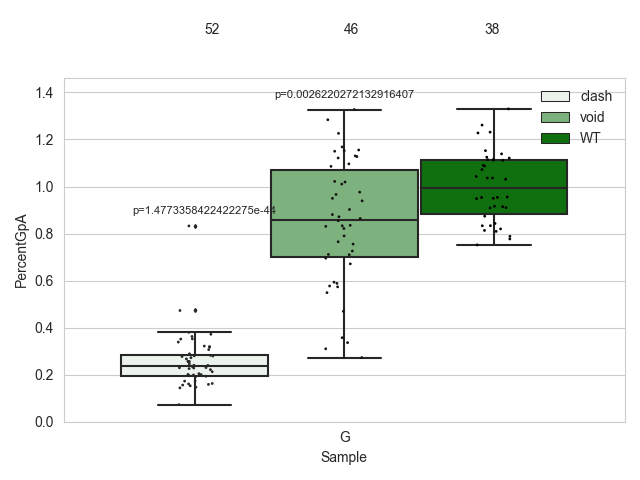 52 46 38
1.4
p=0.0026220272132916407
clash
void
WT
1.2
1.0
p=1.4773358422422275e-44
0.8
0.6
0.4
0.2
0.0
PercentGpA
G
Sample